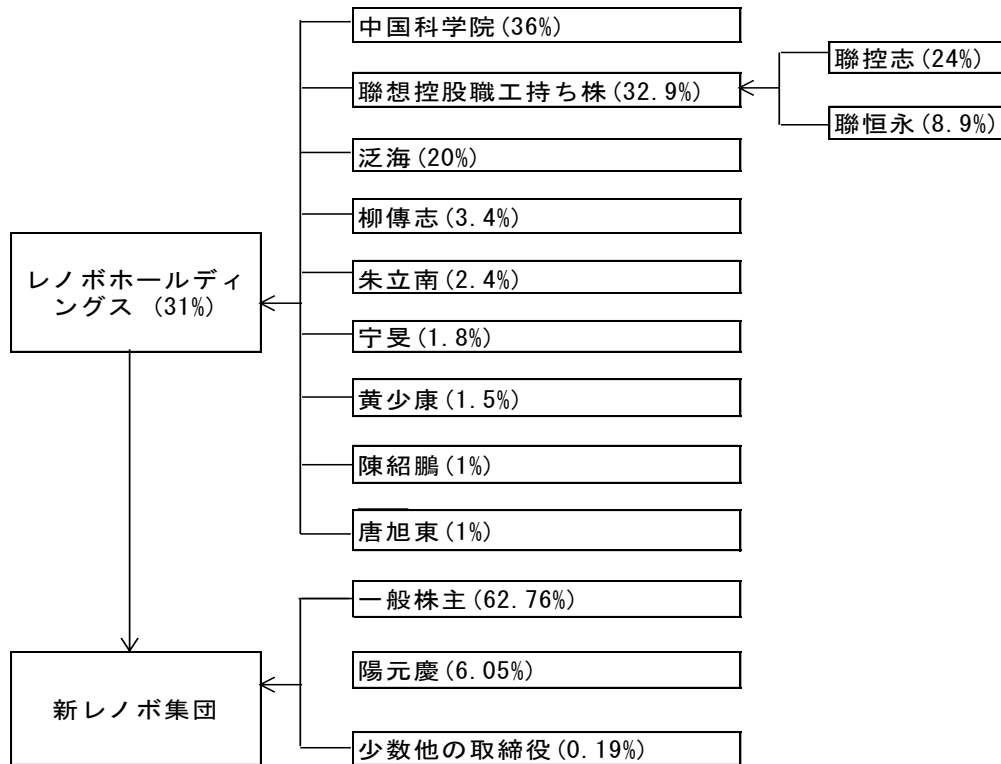 中国科学院(36%)
聯想控股職工持ち株(32.9%)
聯控志(24%)
聯恒永(8.9%)
泛海(20%)
柳傳志(3.4%)
レノボホールディ
ングス (31%)
朱立南(2.4%)
宁旻(1.8%)
黄少康(1.5%)
陳紹鵬(1%)
唐旭東(1%)
一般株主(62.76%)
陽元慶(6.05%)
新レノボ集団
少数他の取締役(0.19%)